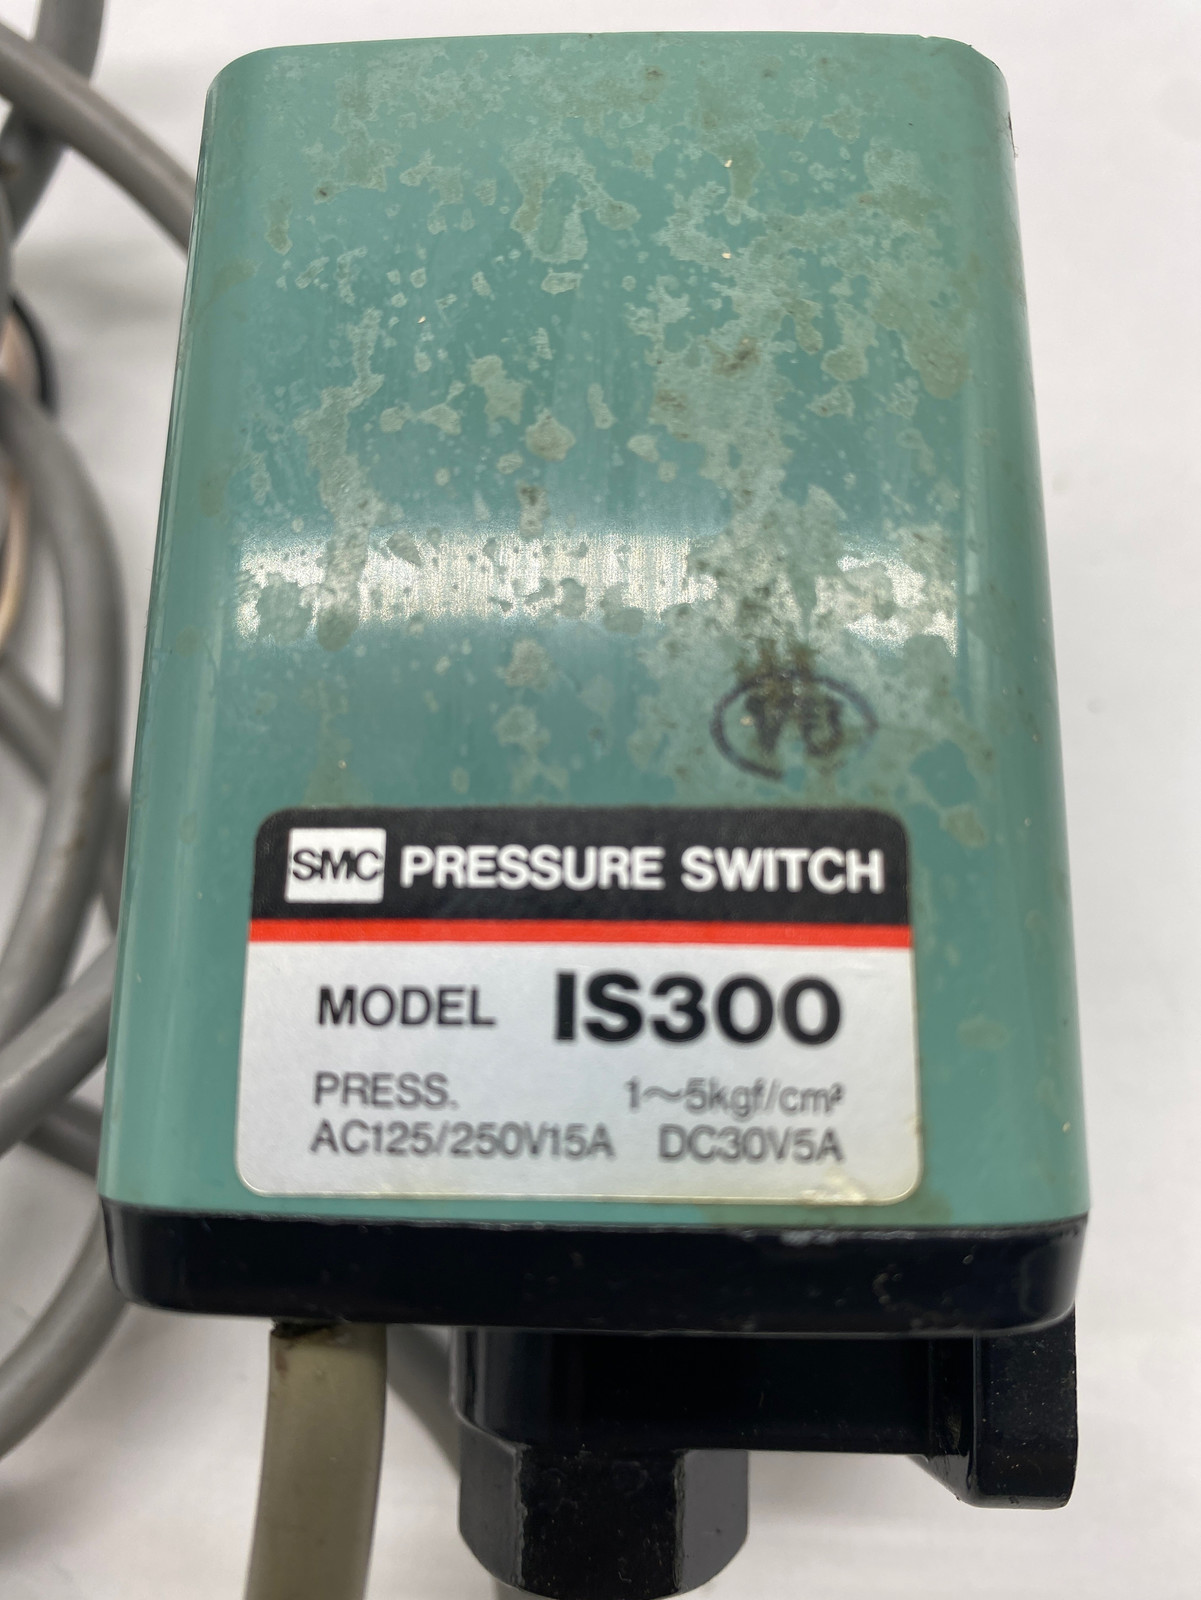 SMC PRESSURE SWITCH
MODEL IS300
PRESS. 1～5kgf/cm²
AC125/250V15A DC30V5A